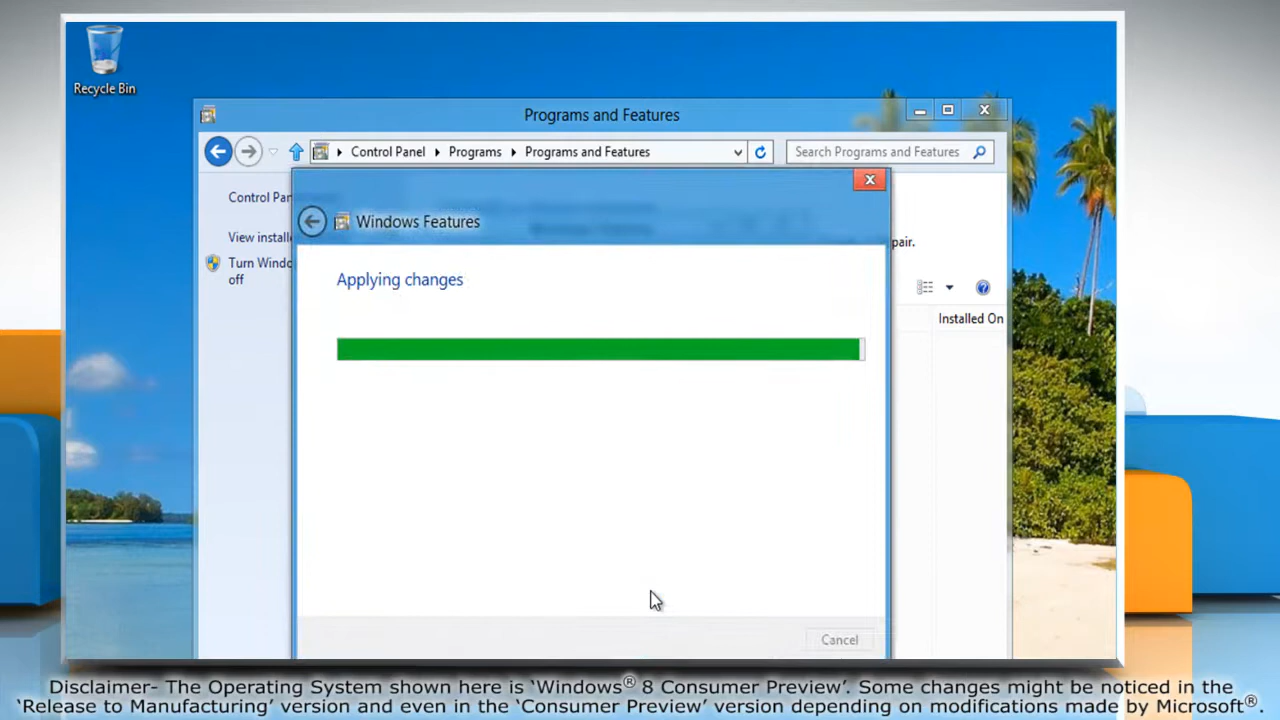 Recycle Bin
Programs and Features
Control Panel Programs Programs and Features
Search Programs and Features
Control Pan
View installe
Turn Windo
off
Windows Features
pair.
Applying changes
Installed On
Cancel
Disclaimer- The Operating System shown here is ‘Windows® 8 Consumer Preview’. Some changes might be noticed in the
‘Release to Manufacturing’ version and even in the ‘Consumer Preview’ version depending on modifications made by Microsoft®.